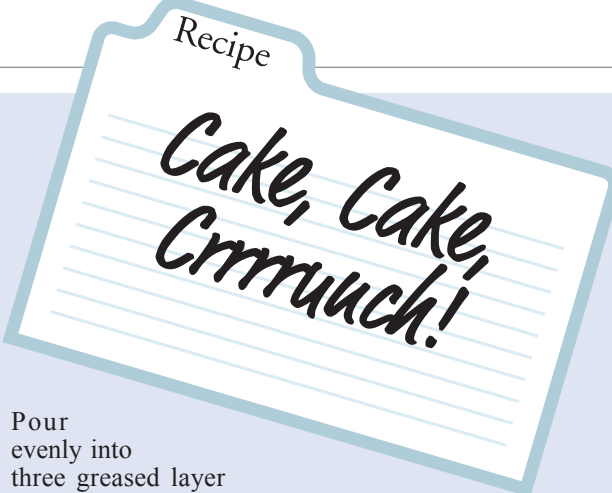 Recipe
Cake, Cake,
Crrrruuch!
Pour
evenly into
three greased layer